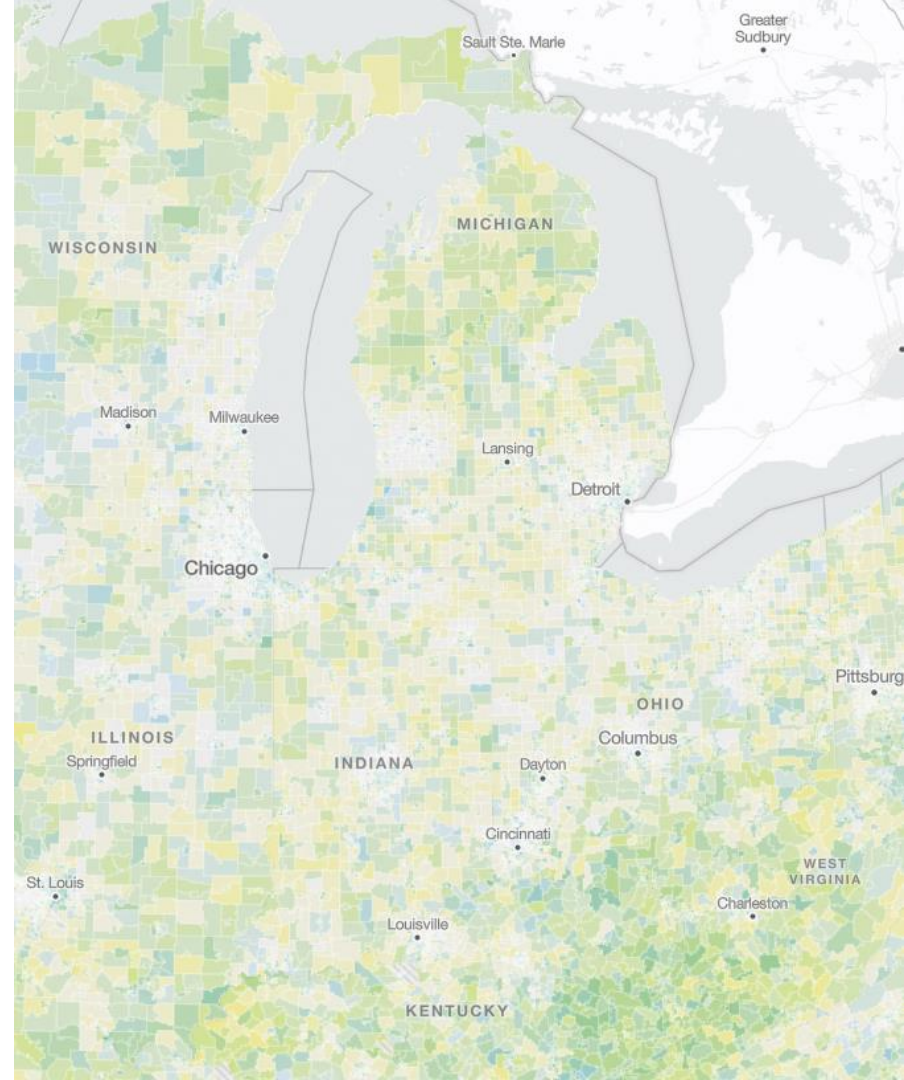 Greater
Sudbury
Sault Ste. Marie
MICHIGAN
WISCONSIN
Madison
Milwaukee
Lansing
Detroit
Chicago
Pittsburg
OHIO
ILLINOIS
Columbus
Springfield
INDIANA
Dayton
Cincinnati
WEST
VIRGINIA
St. Louis
Charleston
Louisville
KENTUCKY